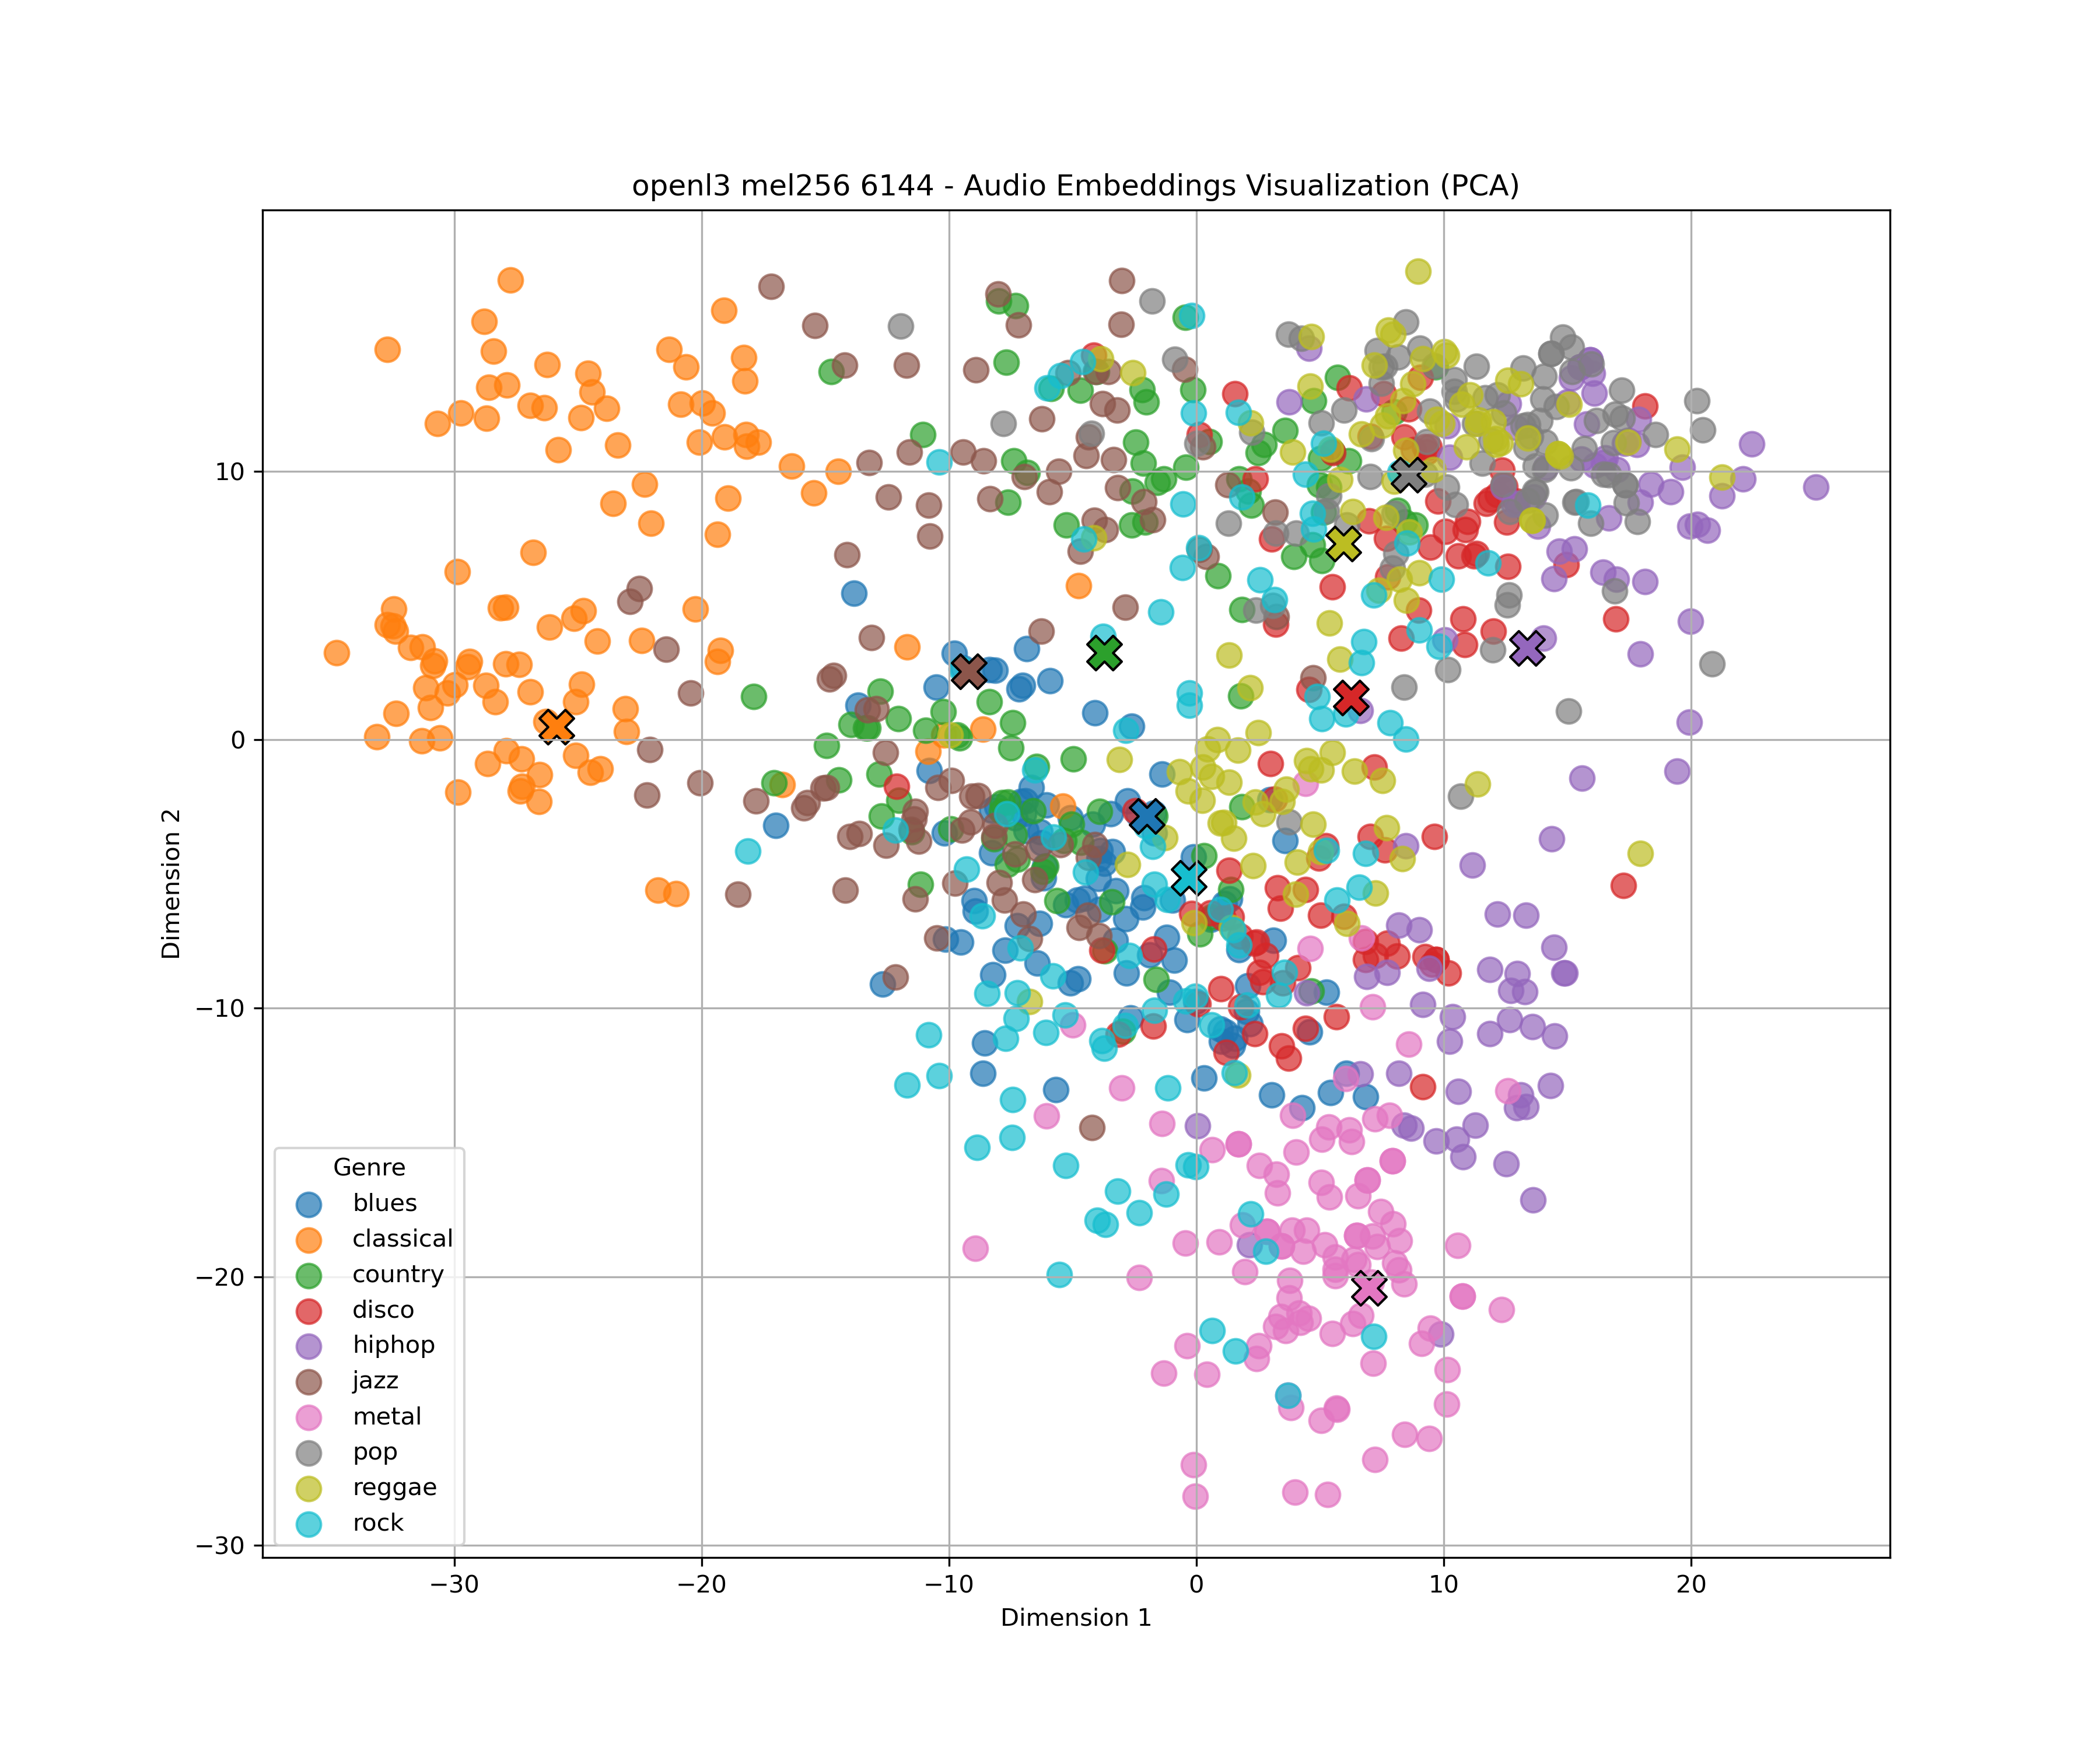 openl3 mel256 6144 - Audio Embeddings Visualization (PCA)
10
0
−10
−20
−30
Dimension 2
Genre
blues
classical
country
disco
hiphop
jazz
metal
pop
reggae
rock
−30 −20 −10 0 10 20
Dimension 1